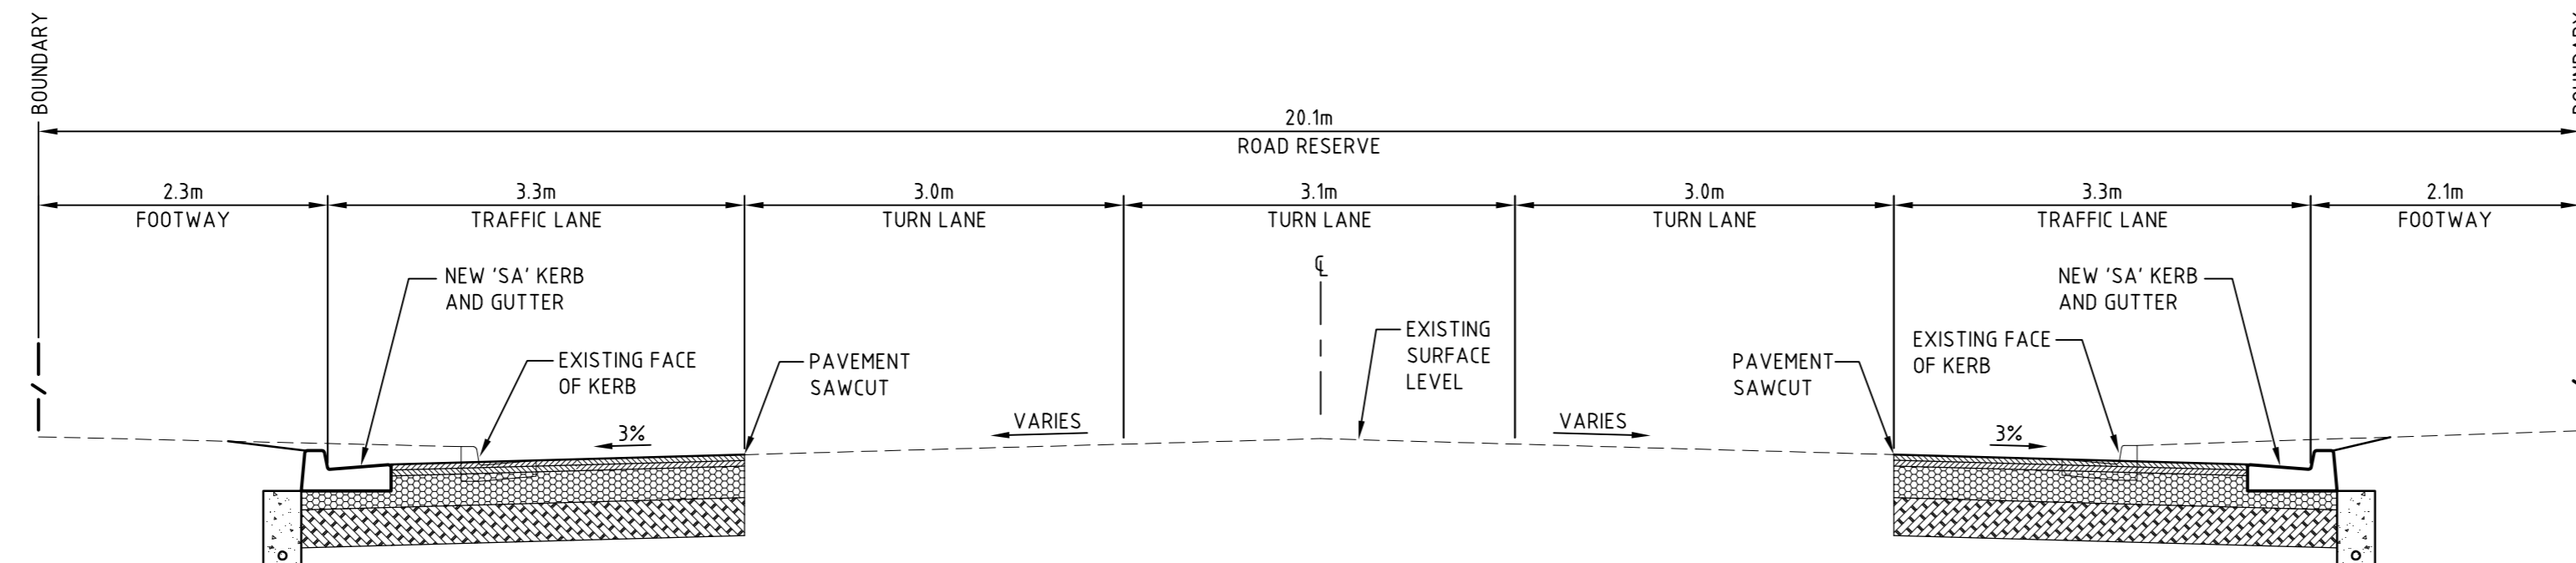 BOUNDARY
BOUNDARY
20.1m
ROAD RESERVE
2.3m
FOOTWAY
3.3m
TRAFFIC LANE
3.0m
TURN LANE
3.1m
TURN LANE
3.0m
TURN LANE
3.3m
TRAFFIC LANE
2.1m
FOOTWAY
NEW 'SA' KERB
AND GUTTER
EXISTING FACE
OF KERB
3%
PAVEMENT
SAWCUT
VARIES
℄
EXISTING
SURFACE
LEVEL
VARIES
PAVEMENT
SAWCUT
EXISTING FACE
OF KERB
3%
NEW 'SA' KERB
AND GUTTER